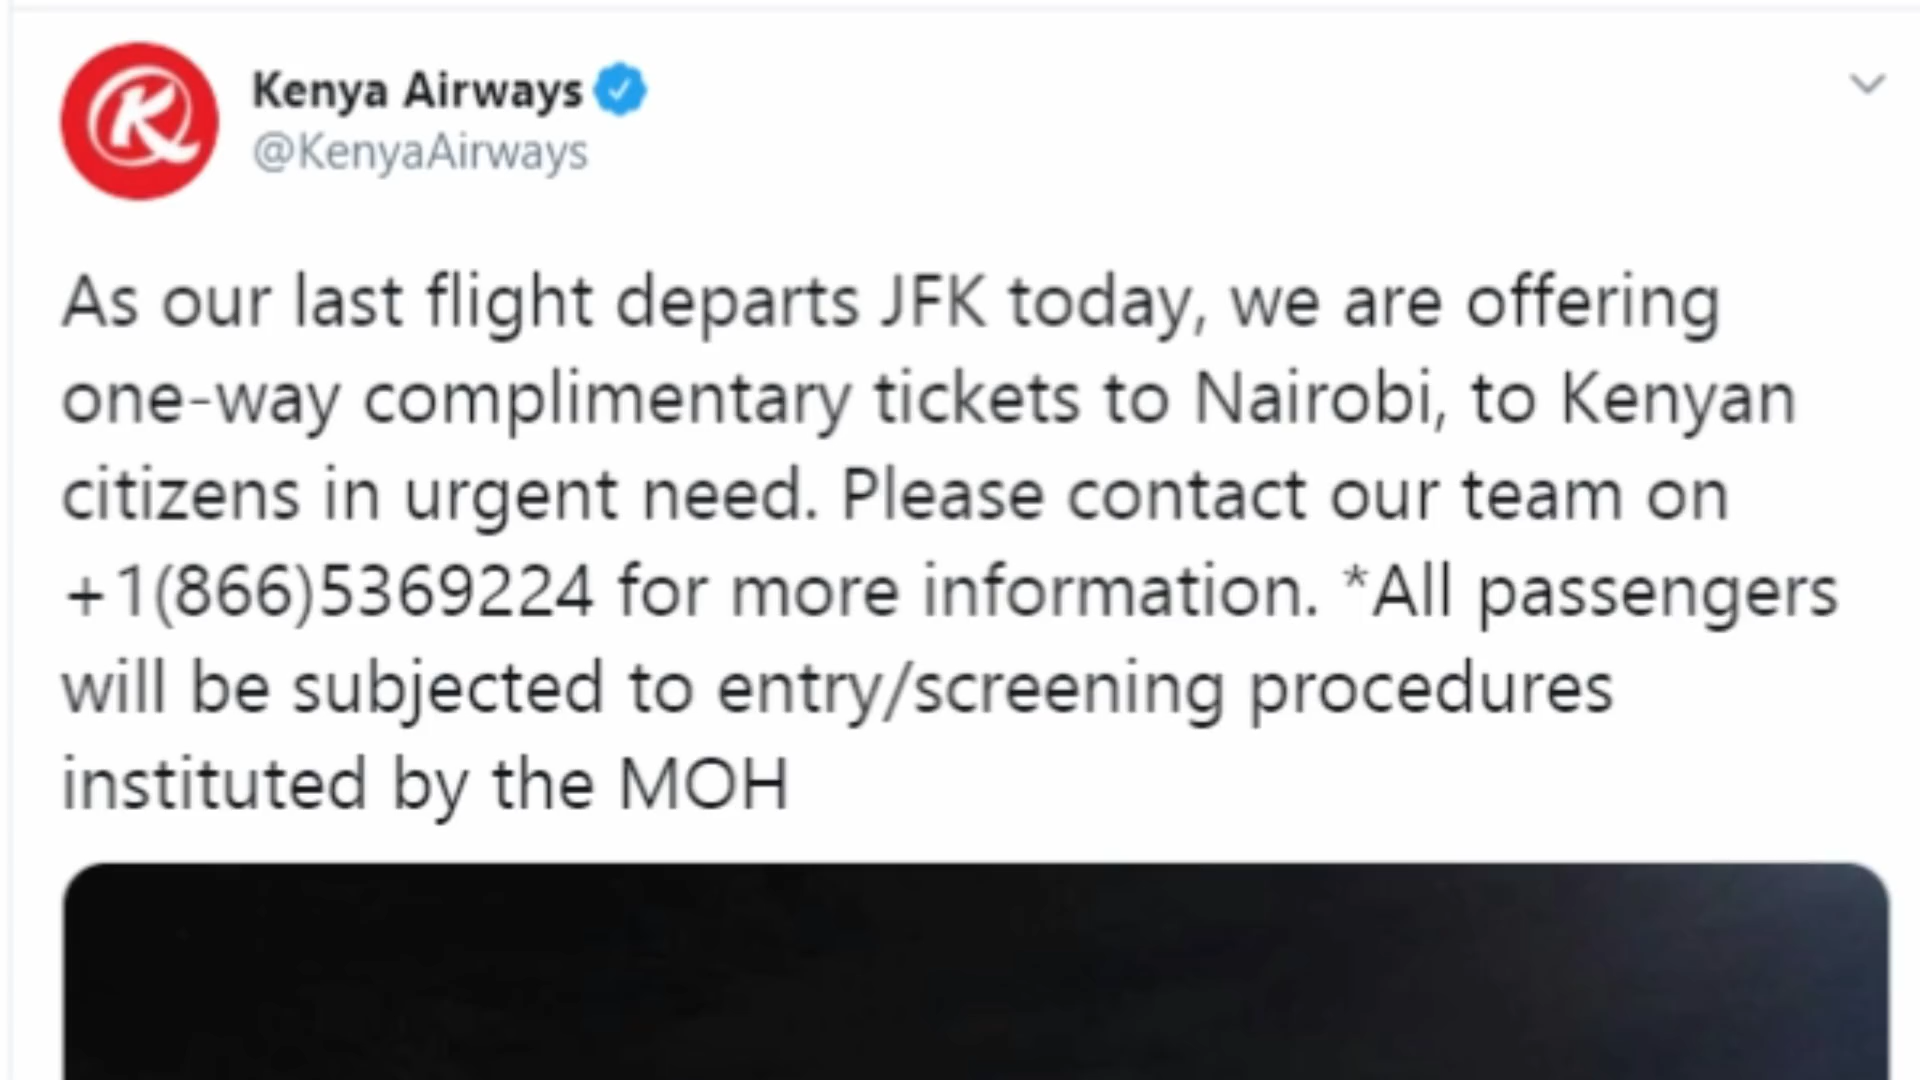 Kenya Airways
@KenyaAirways
As our last flight departs JFK today, we are offering
one-way complimentary tickets to Nairobi, to Kenyan
citizens in urgent need. Please contact our team on
+1(866)5369224 for more information. *All passengers
will be subjected to entry/screening procedures
instituted by the MOH